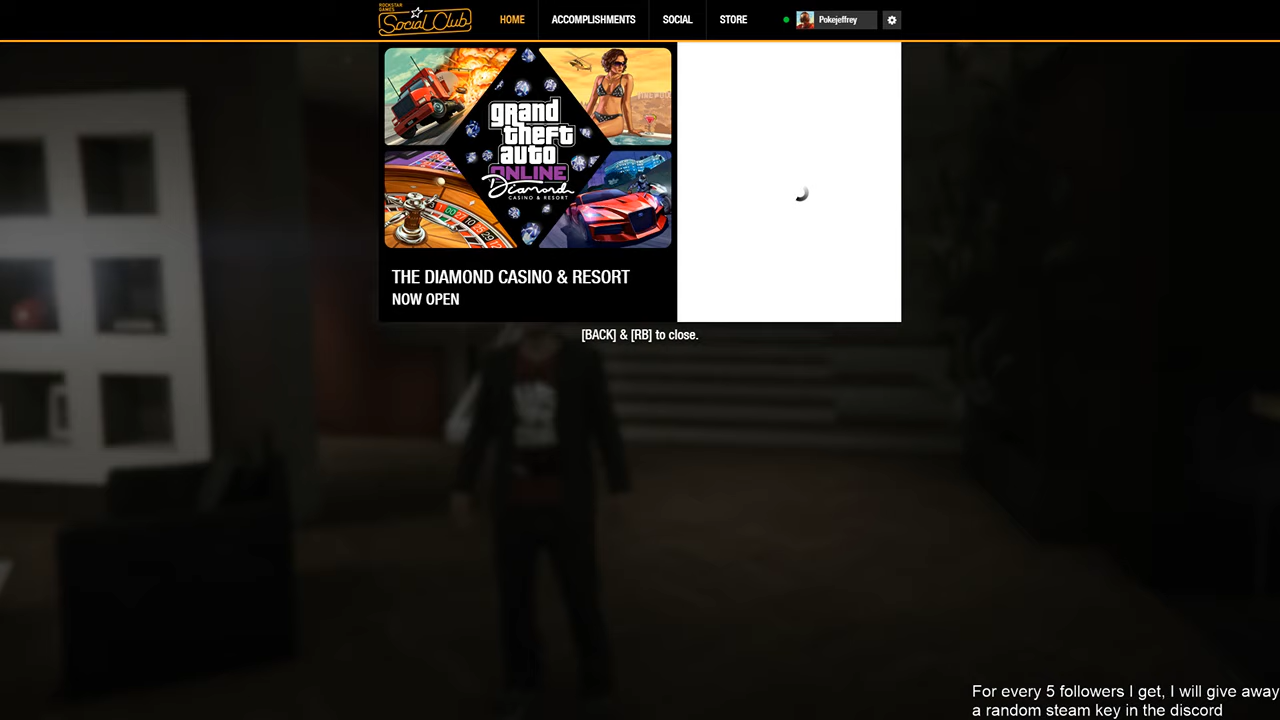 ROCKSTAR
GAMES
Social Club
HOME
ACCOMPLISHMENTS
SOCIAL
STORE
Pokejeffrey
grand
theft
auto
ONLINE
Diamond
CASINO & RESORT
THE DIAMOND CASINO & RESORT
NOW OPEN
[BACK] & [RB] to close.
For every 5 followers I get, I will give away
a random steam key in the discord